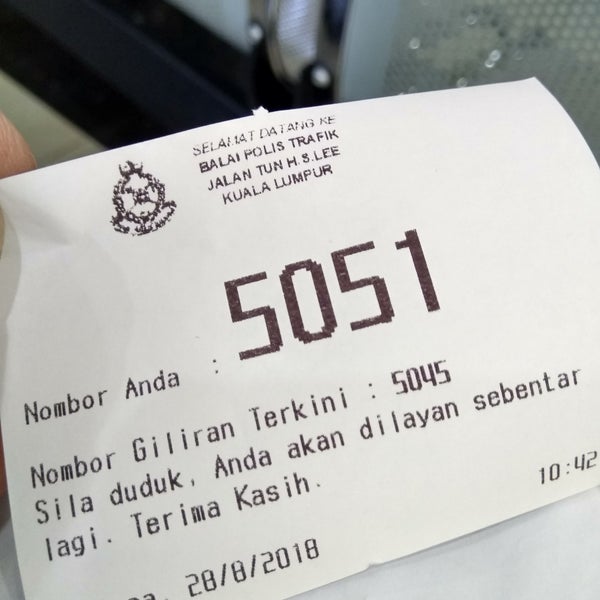 SELAMAT DATANG KE
BALAI POLIS TRAFIK
JALAN TUN H.S.LEE
KUALA LUMPUR
Nombor Anda : 5051
Nombor Giliran Terkini : 5045
Sila duduk, Anda akan dilayan sebentar
lagi. Terima Kasih.
28/8/2018
10:42